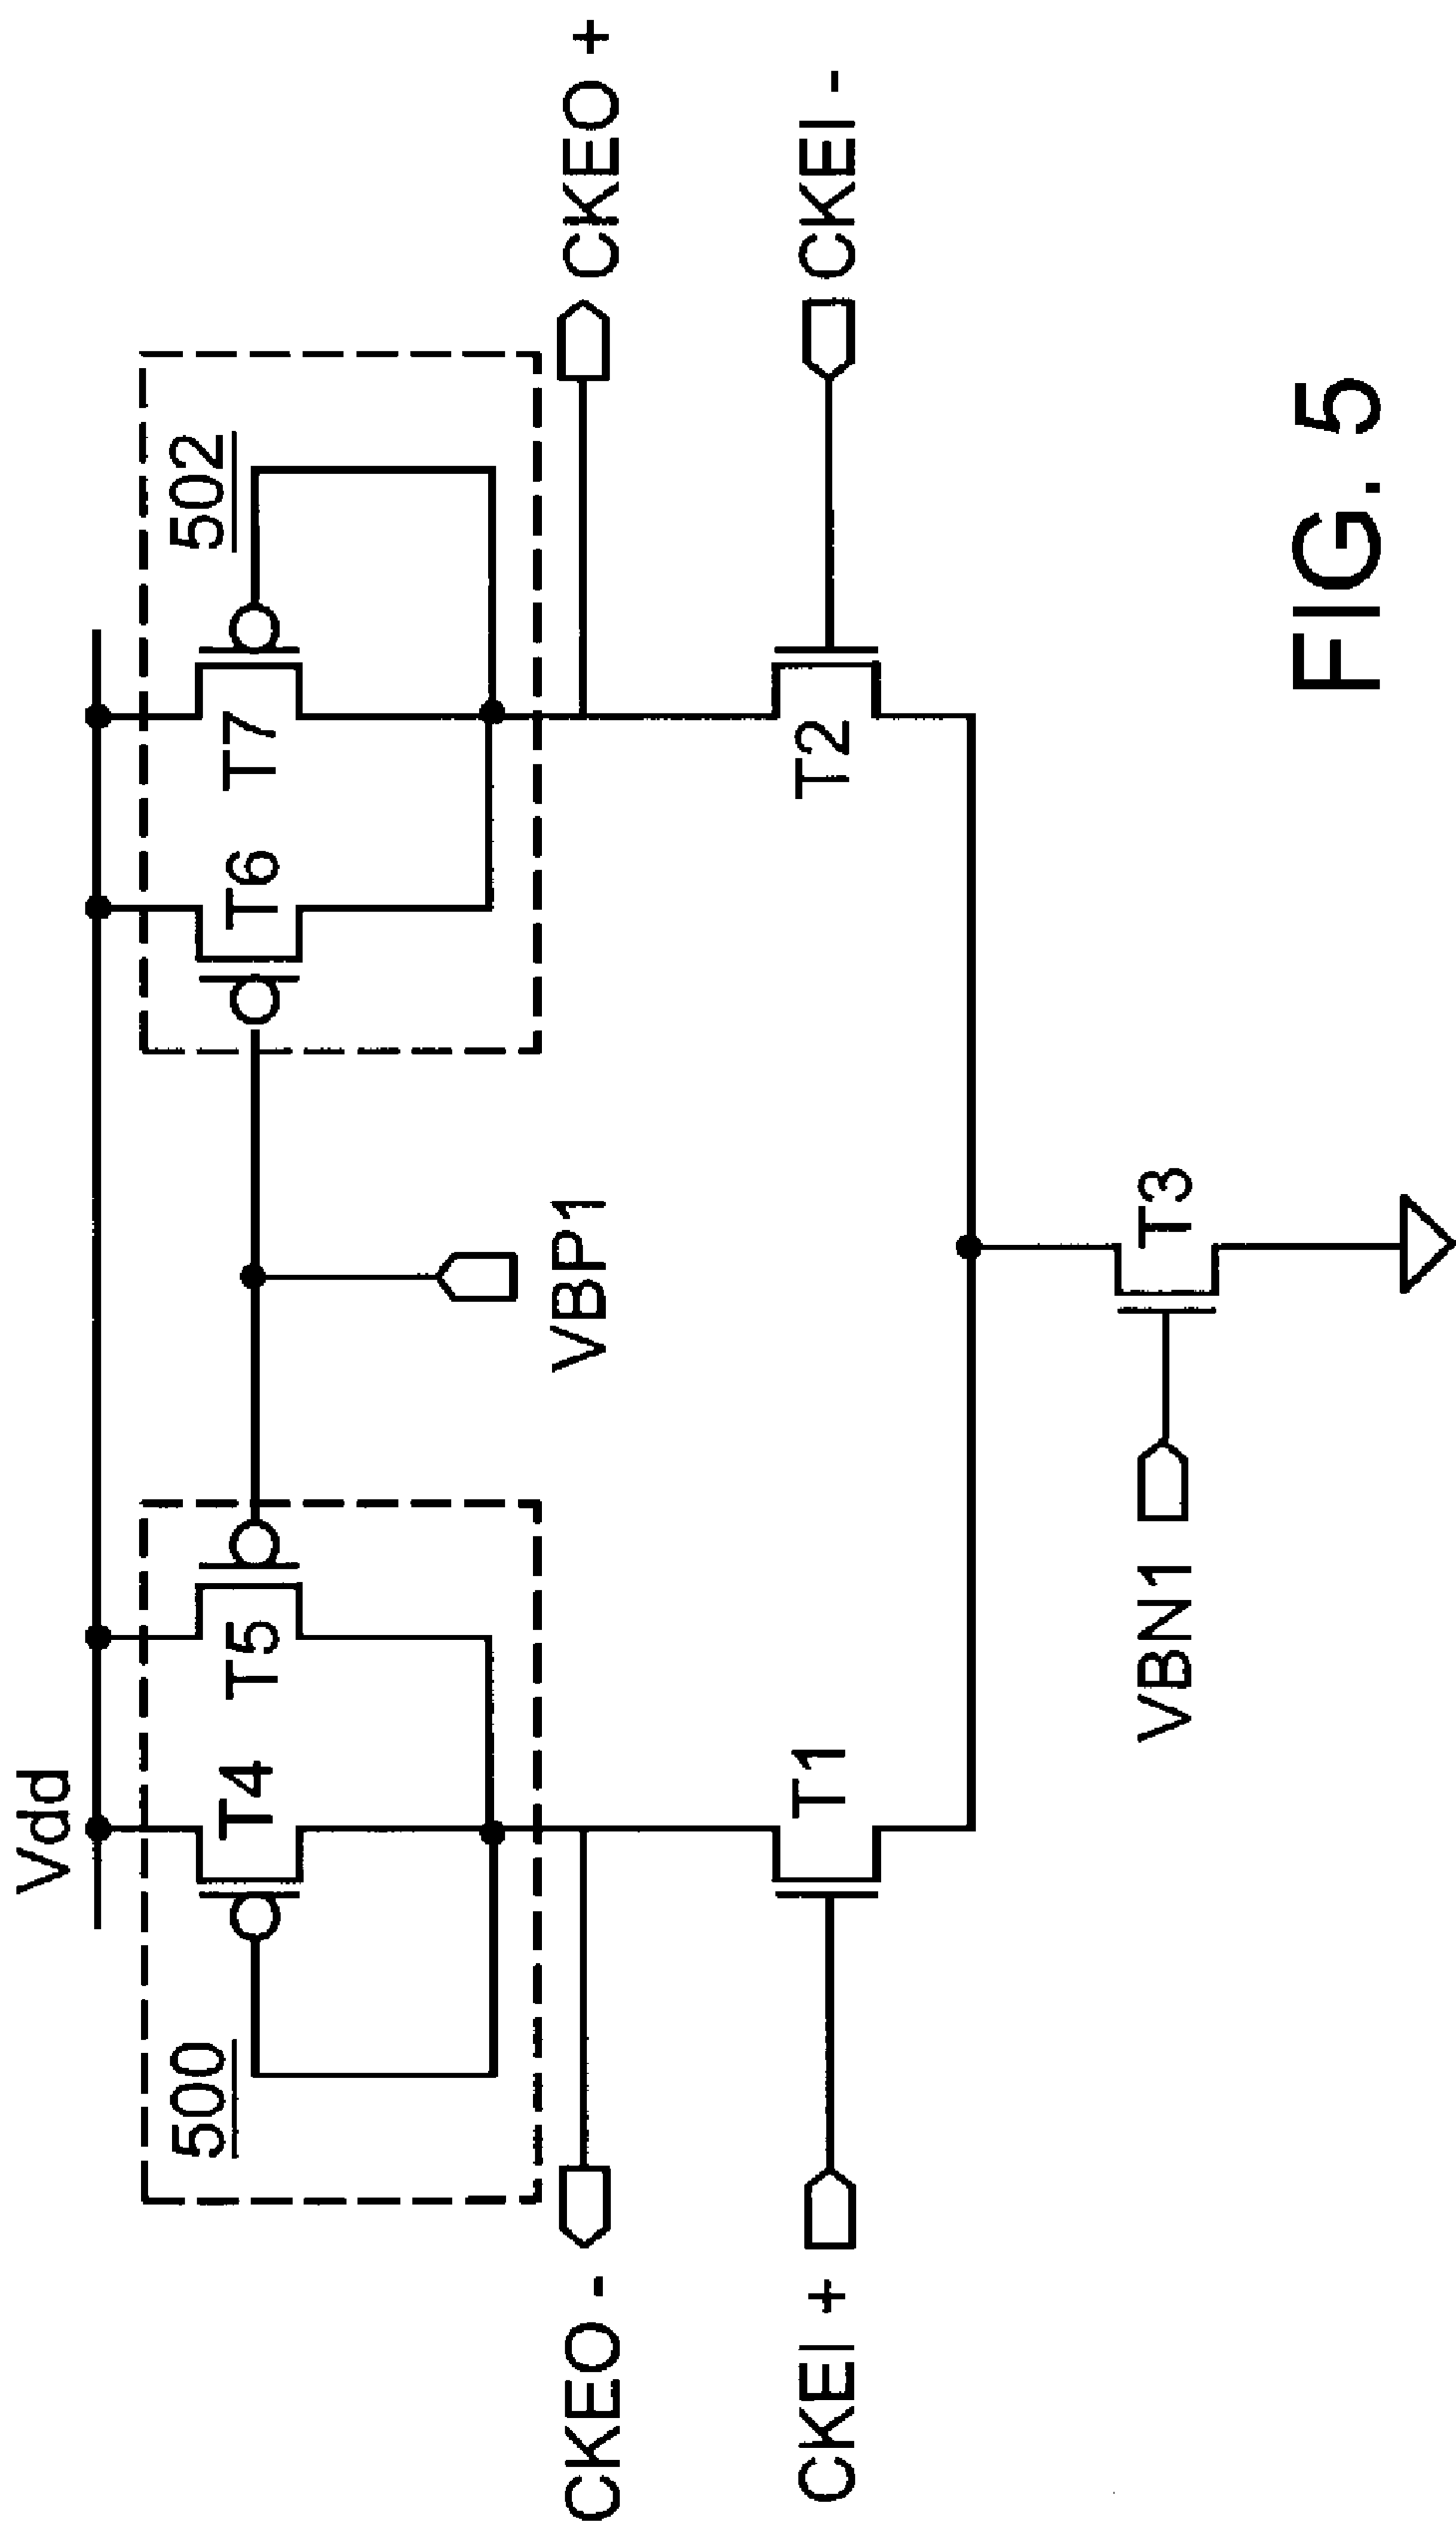 Vdd
500
T4
T5
T6
T7
502
CKEO -
VBP1
CKEO +
CKEI +
T1
T2
CKEI -
VBN1
T3
FIG. 5